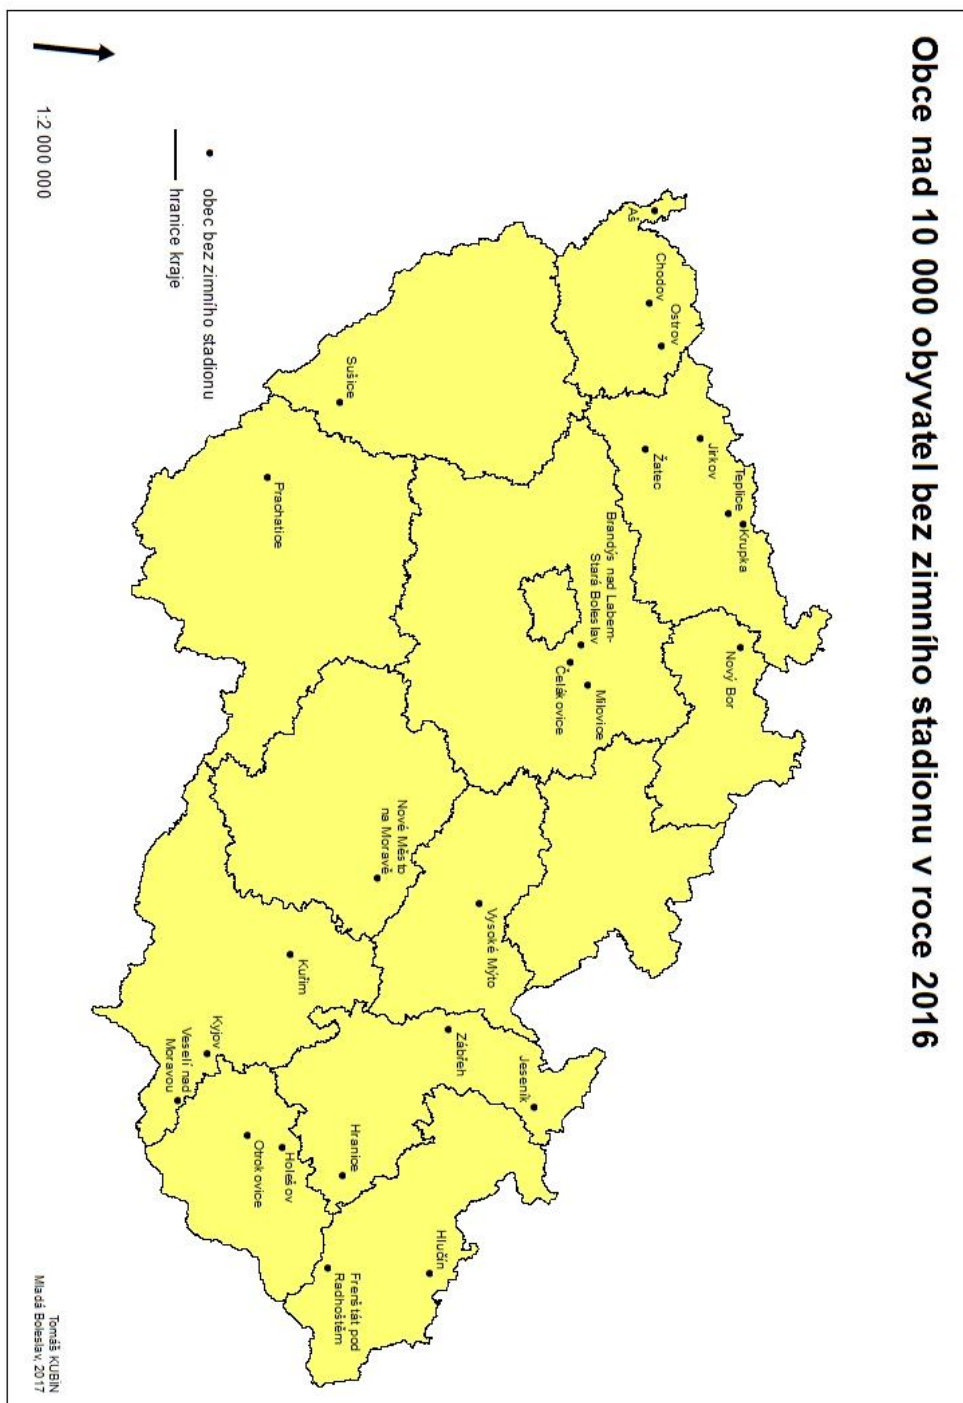 Obce nad 10 000 obyvatel bez zimního stadionu v roce 2016
Aš
Chodov
Ostrov
Jirkov
Žatec
Teplice
Krupka
Nový Bor
Brandýs nad Labem-
Stará Boleslav
Milovice
Čelákovice
Sušice
Prachatice
Nové Město
na Moravě
Vysoké Mýto
Kuřim
Kyjov
Veselí nad
Moravou
Zábřeh
Jeseník
Hranice
Holešov
Otrokovice
Hlučín
Frenštát pod
Radhoštěm
obec bez zimního stadionu
hranice kraje
1:2 000 000
Tomáš KUBÍN
Mladá Boleslav, 2017